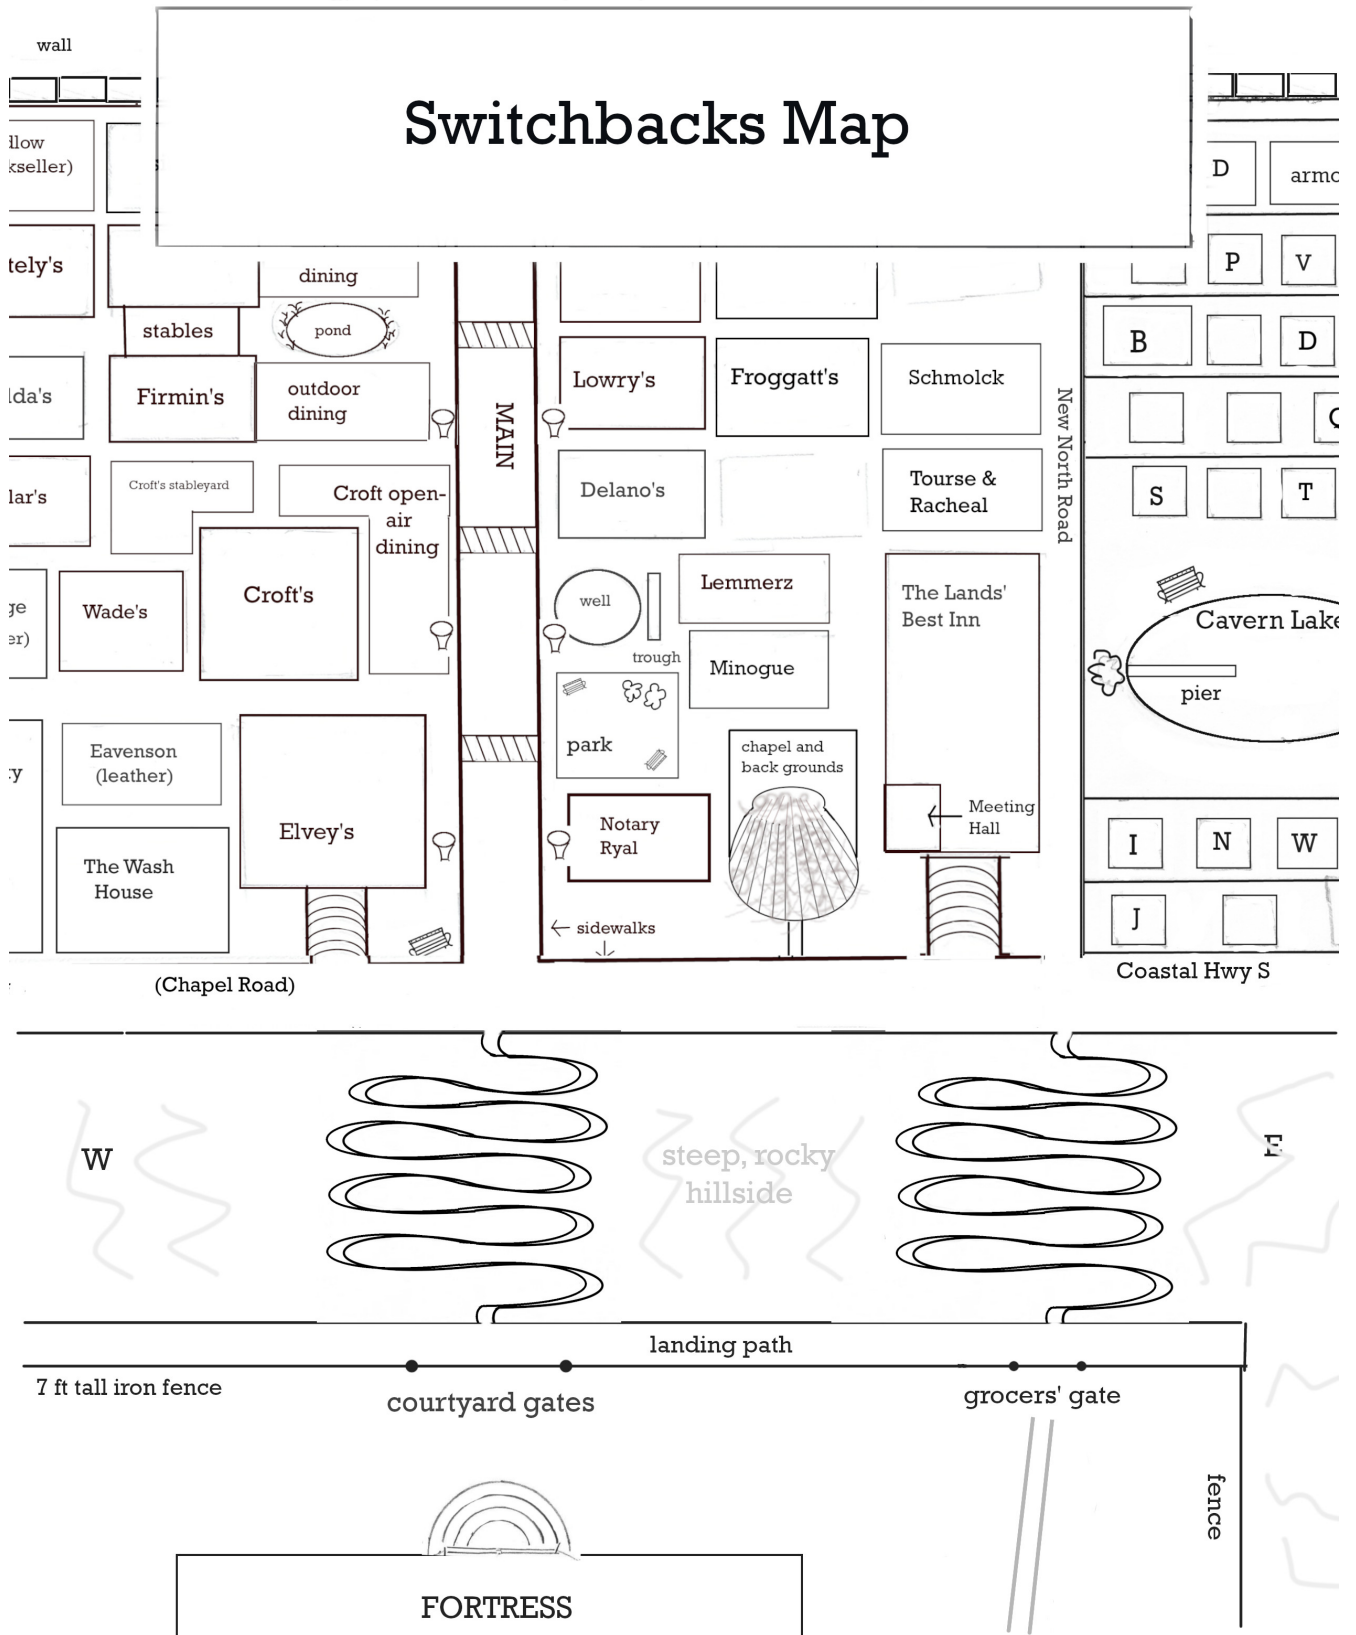 wall
Switchbacks Map
dlow
kseller)
D
armo
tely's
dining
P
V
stables
pond
B
D
lda's
Firmin's
outdoor
dining
MAIN
Lowry's
Froggatt's
Schmolck
New North Road
lar's
Croft's stableyard
Croft open-
air
dining
Delano's
Tourse &
Racheal
S
T
ge
er)
Wade's
Croft's
well
trough
Lemmerz
Minogue
The Lands'
Best Inn
Cavern Lake
pier
y
Eavenson
(leather)
Elvey's
park
chapel and
back grounds
Meeting
Hall
The Wash
House
Notary
Ryal
I
N
W
J
sidewalks
(Chapel Road)
Coastal Hwy S
W
steep, rocky
hillside
E
landing path
7 ft tall iron fence
courtyard gates
grocers' gate
fence
FORTRESS